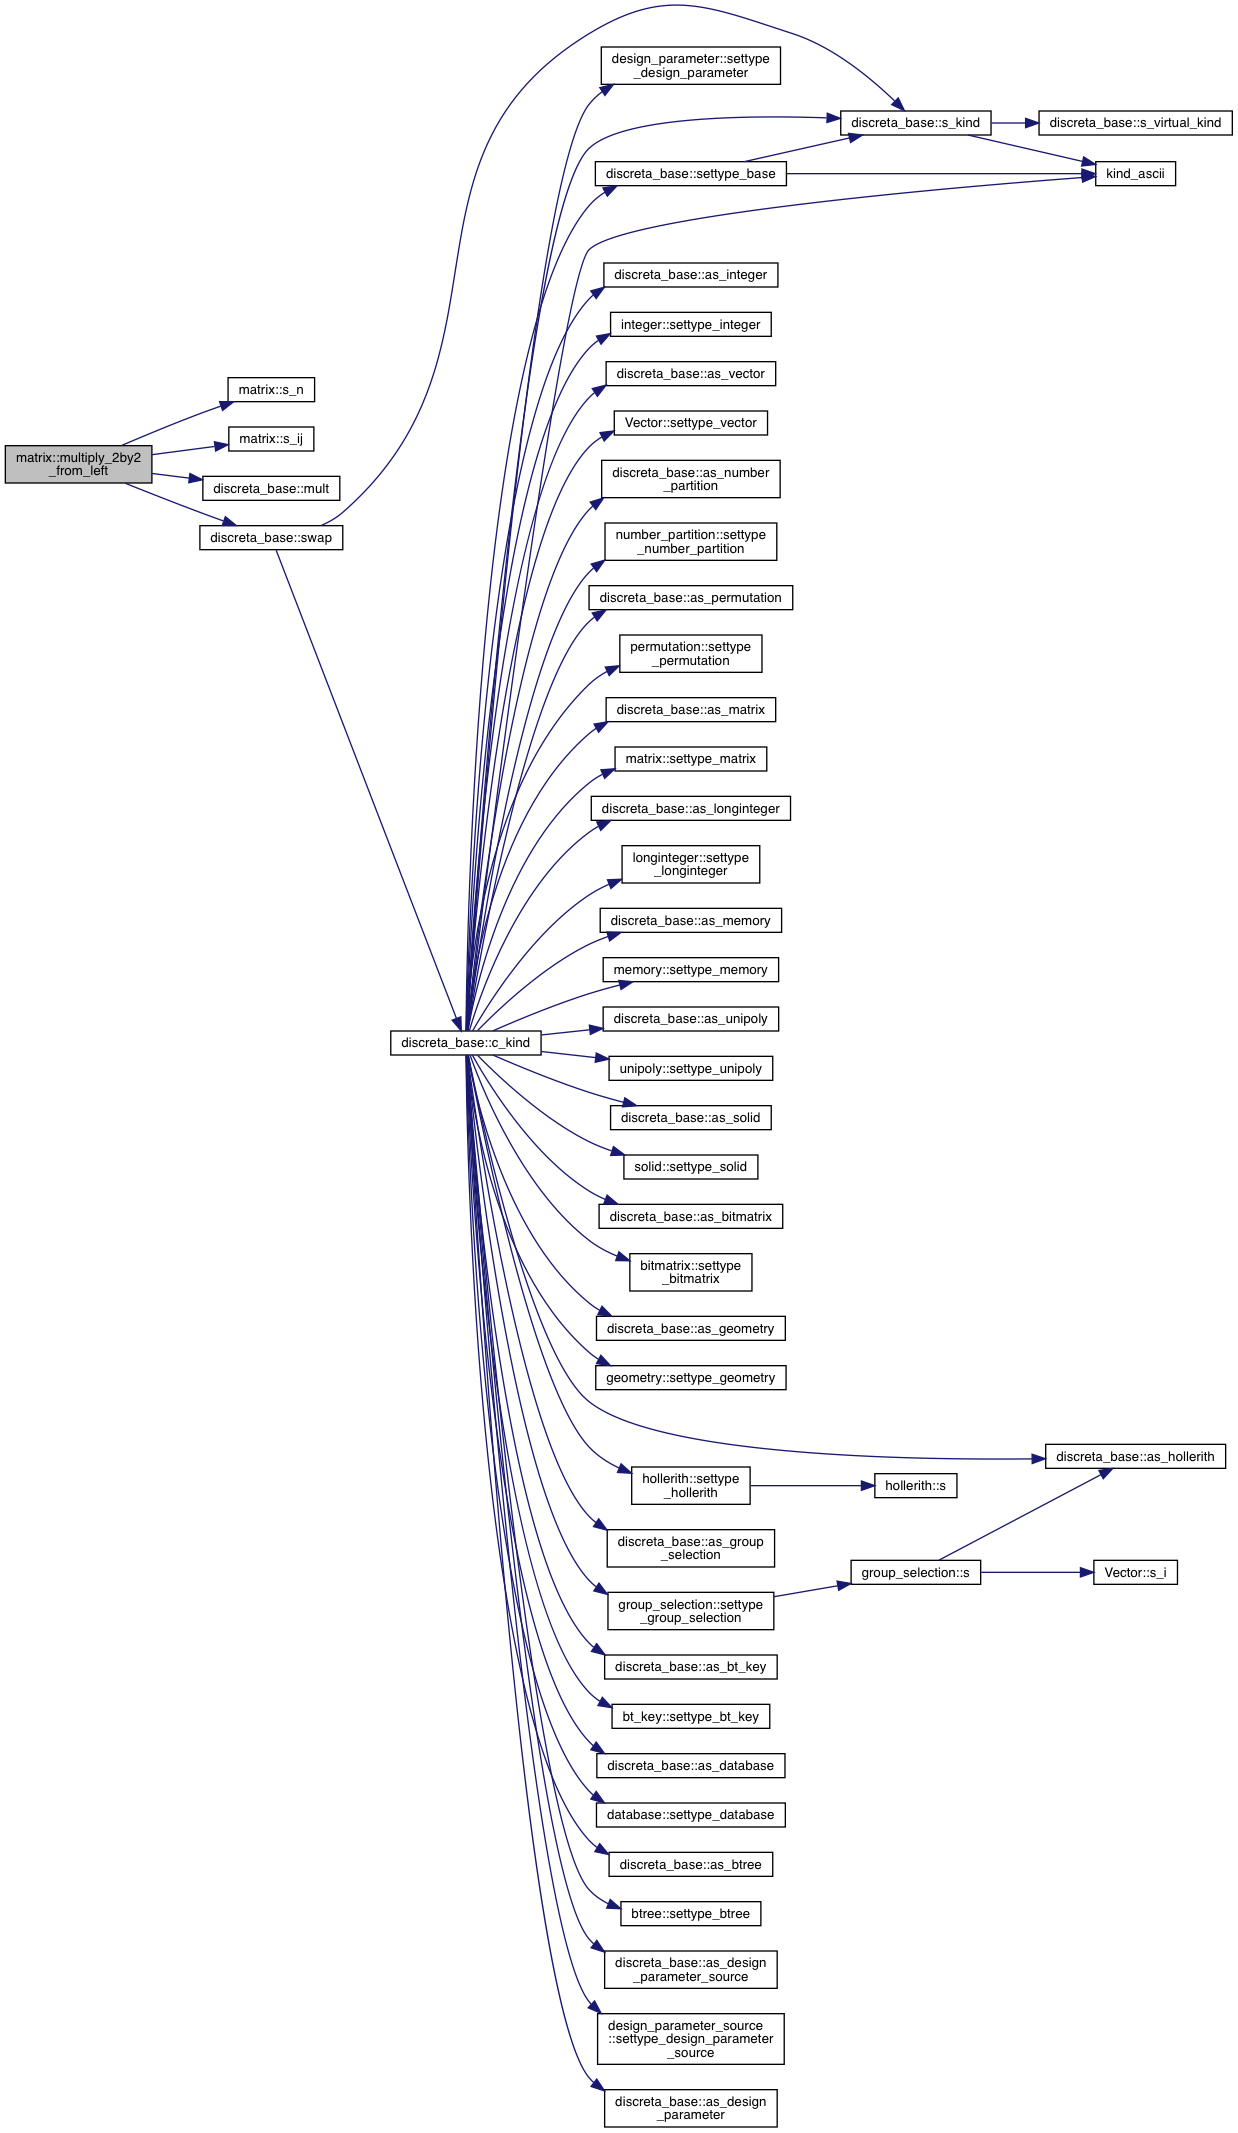 design_parameter::settype
_design_parameter
discreta_base::s_kind
discreta_base::s_virtual_kind
discreta_base::settype_base
kind_ascii
discreta_base::as_integer
integer::settype_integer
discreta_base::as_vector
matrix::s_n
Vector::settype_vector
matrix::s_ij
matrix::multiply_2by2
_from_left
discreta_base::as_number
_partition
discreta_base::mult
discreta_base::swap
number_partition::settype
_number_partition
discreta_base::as_permutation
permutation::settype
_permutation
discreta_base::as_matrix
matrix::settype_matrix
discreta_base::as_longinteger
longinteger::settype
_longinteger
discreta_base::as_memory
memory::settype_memory
discreta_base::as_unipoly
discreta_base::c_kind
unipoly::settype_unipoly
discreta_base::as_solid
solid::settype_solid
discreta_base::as_bitmatrix
bitmatrix::settype
_bitmatrix
discreta_base::as_geometry
geometry::settype_geometry
discreta_base::as_hollerith
hollerith::settype
_hollerith
hollerith::s
discreta_base::as_group
_selection
group_selection::s
Vector::s_i
group_selection::settype
_group_selection
discreta_base::as_bt_key
bt_key::settype_bt_key
discreta_base::as_database
database::settype_database
discreta_base::as_btree
btree::settype_btree
discreta_base::as_design
_parameter_source
design_parameter_source
::settype_design_parameter
_source
discreta_base::as_design
_parameter